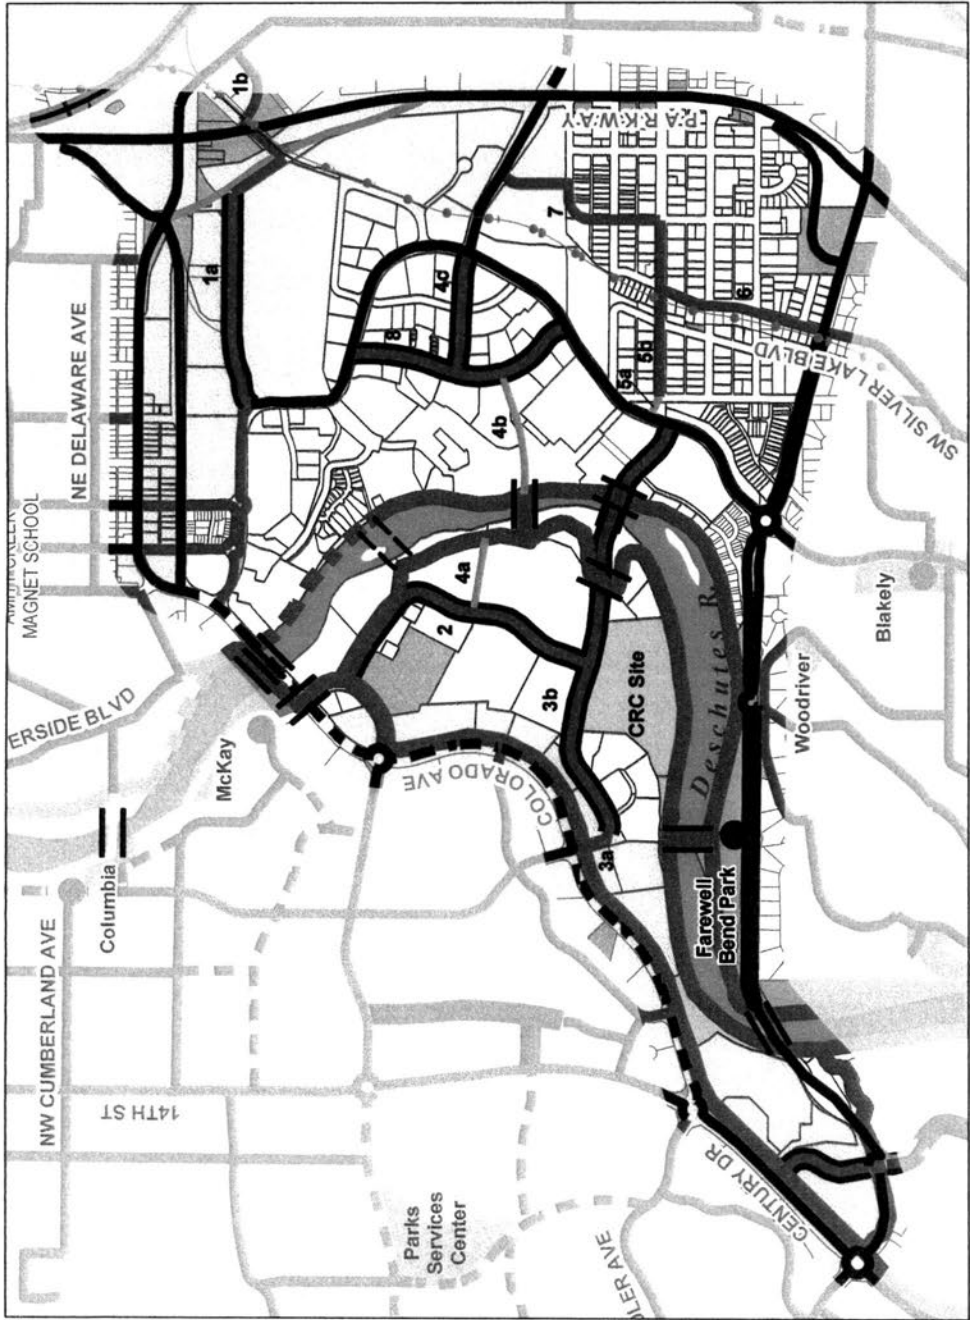 NW CUMBERLAND AVE
14TH ST
Parks
Services
Center
CENTURY DR
Columbia
ERSIDE BLVD
McKay
COLORADO AVE
MAGNET SCHOOL
NE DELAWARE AVE
1a
1b
2
3a
3b
4a
4b
4c
8
5a
5b
6
7
PARKWAY
CRC Site
Deschutes R.
Farewell
Bend Park
Woodriver
Blakely
SW SILVER LAKE BLVD